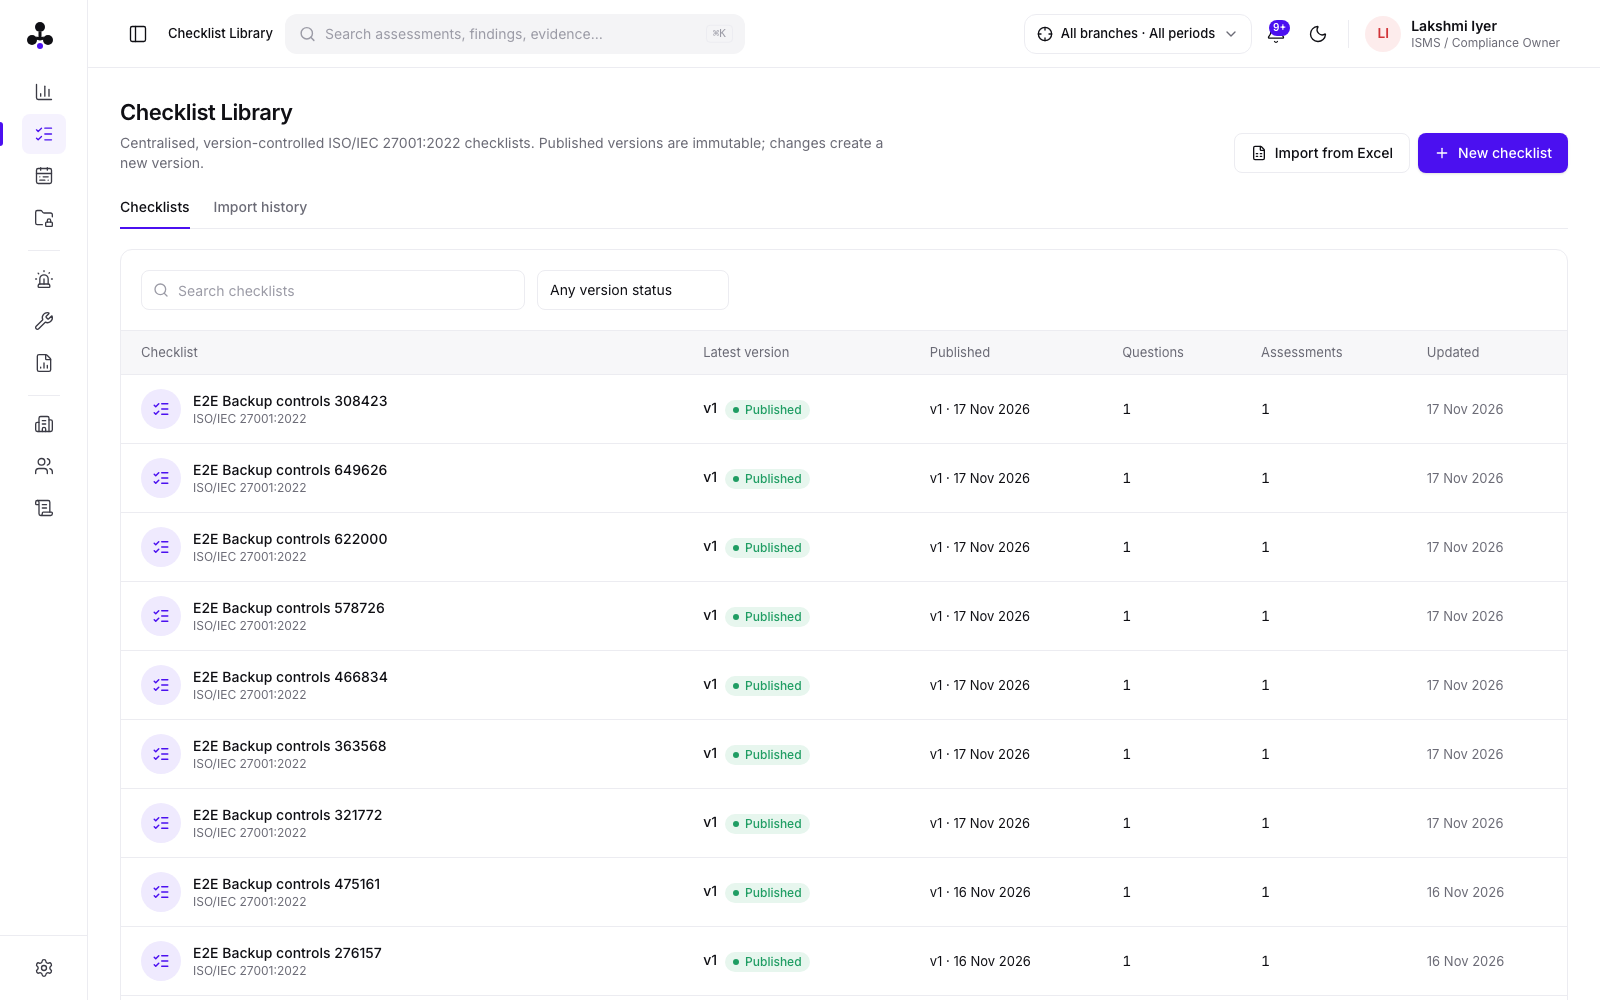 Checklist Library
Search assessments, findings, evidence...
⌘K
All branches · All periods
9+
LI
Lakshmi Iyer
ISMS / Compliance Owner
Checklist Library
Centralised, version-controlled ISO/IEC 27001:2022 checklists. Published versions are immutable; changes create a
new version.
Import from Excel
New checklist
Checklists
Import history
Search checklists
Any version status
Checklist Latest version Published Questions Assessments Updated
E2E Backup controls 308423
ISO/IEC 27001:2022
v1 Published v1 · 17 Nov 2026 1 1 17 Nov 2026
E2E Backup controls 649626
ISO/IEC 27001:2022
v1 Published v1 · 17 Nov 2026 1 1 17 Nov 2026
E2E Backup controls 622000
ISO/IEC 27001:2022
v1 Published v1 · 17 Nov 2026 1 1 17 Nov 2026
E2E Backup controls 578726
ISO/IEC 27001:2022
v1 Published v1 · 17 Nov 2026 1 1 17 Nov 2026
E2E Backup controls 466834
ISO/IEC 27001:2022
v1 Published v1 · 17 Nov 2026 1 1 17 Nov 2026
E2E Backup controls 363568
ISO/IEC 27001:2022
v1 Published v1 · 17 Nov 2026 1 1 17 Nov 2026
E2E Backup controls 321772
ISO/IEC 27001:2022
v1 Published v1 · 17 Nov 2026 1 1 17 Nov 2026
E2E Backup controls 475161
ISO/IEC 27001:2022
v1 Published v1 · 16 Nov 2026 1 1 16 Nov 2026
E2E Backup controls 276157
ISO/IEC 27001:2022
v1 Published v1 · 16 Nov 2026 1 1 16 Nov 2026